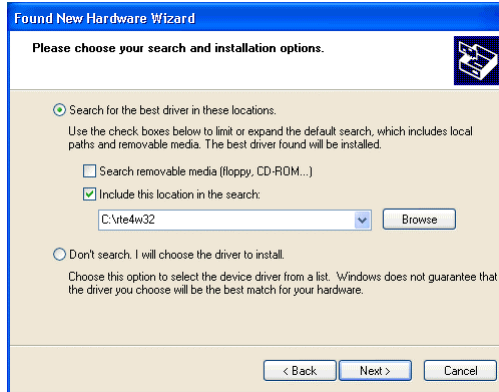 Found New Hardware Wizard
Please choose your search and installation options.
Search for the best driver in these locations.
Use the check boxes below to limit or expand the default search, which includes local
paths and removable media. The best driver found will be installed.
Search removable media (floppy, CD-ROM...)
Include this location in the search:
C:\rte4w32
Browse
Don't search. I will choose the driver to install.
Choose this option to select the device driver from a list. Windows does not guarantee that
the driver you choose will be the best match for your hardware.
< Back
Next >
Cancel